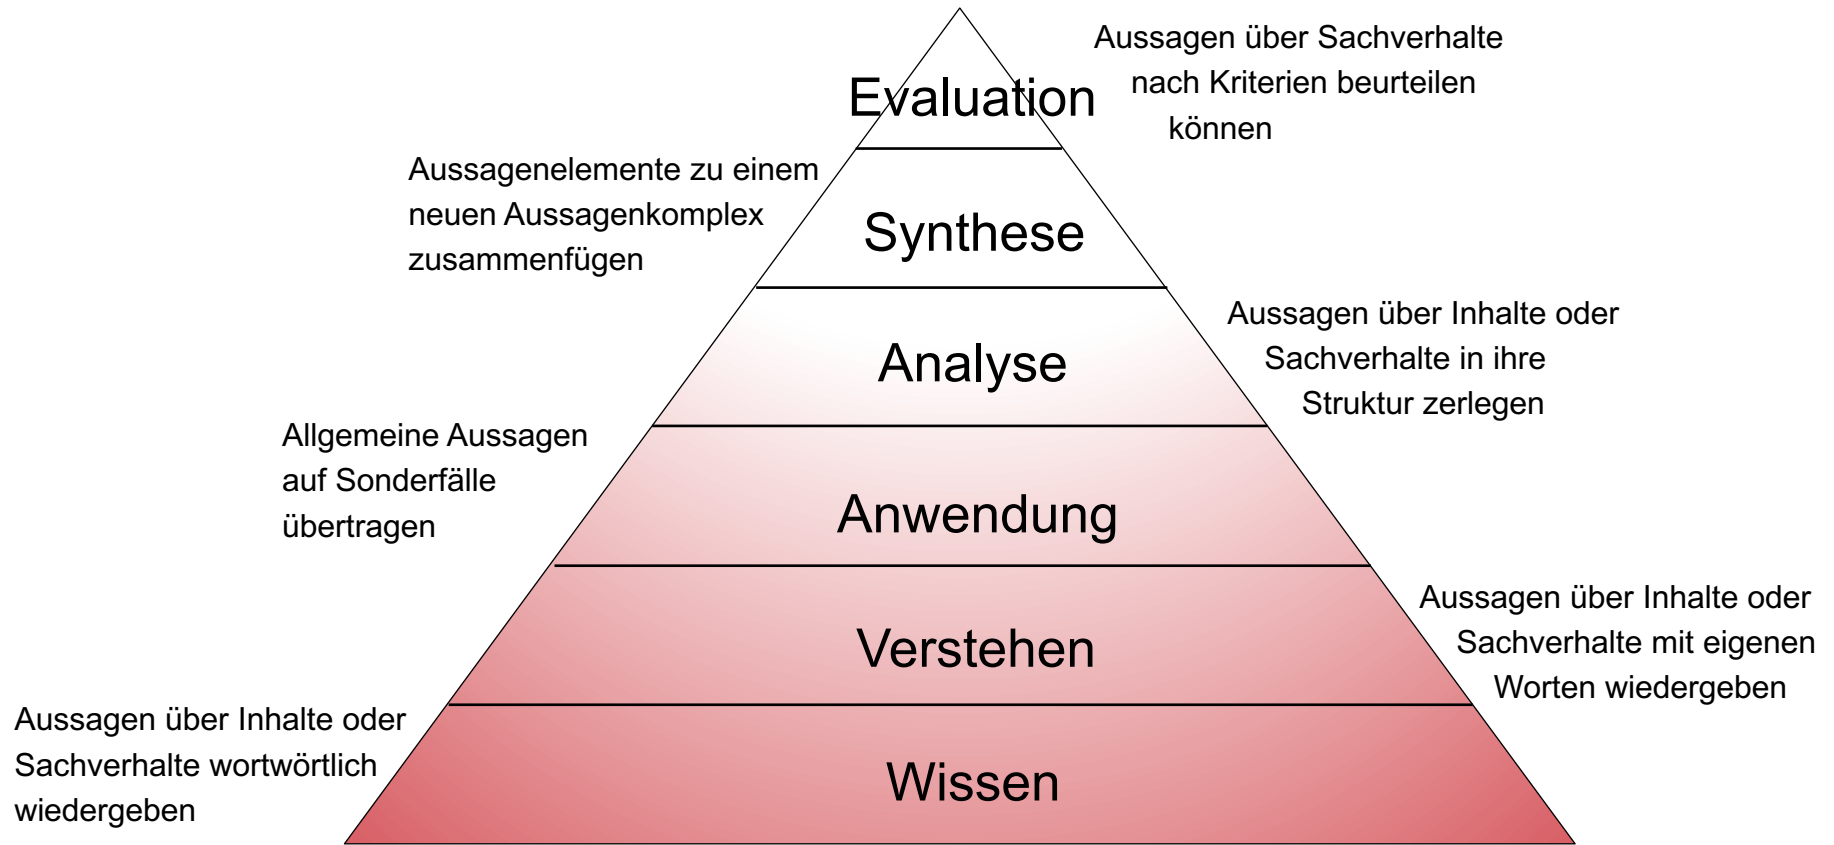 Evaluation
Aussagen über Sachverhalte
nach Kriterien beurteilen
können
Aussagenelemente zu einem
neuen Aussagenkomplex
zusammenfügen
Synthese
Analyse
Aussagen über Inhalte oder
Sachverhalte in ihre
Struktur zerlegen
Allgemeine Aussagen
auf Sonderfälle
übertragen
Anwendung
Verstehen
Aussagen über Inhalte oder
Sachverhalte mit eigenen
Worten wiedergeben
Aussagen über Inhalte oder
Sachverhalte wortwörtlich
wiedergeben
Wissen